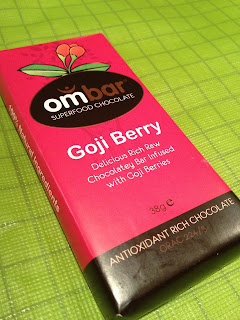 ombar
SUPERFOOD CHOCOLATE
Goji Berry
Delicious Rich Raw
Chocolatey Bar Infused
with Goji Berries
38g e
ANTIOXIDANT RICH CHOCOLATE